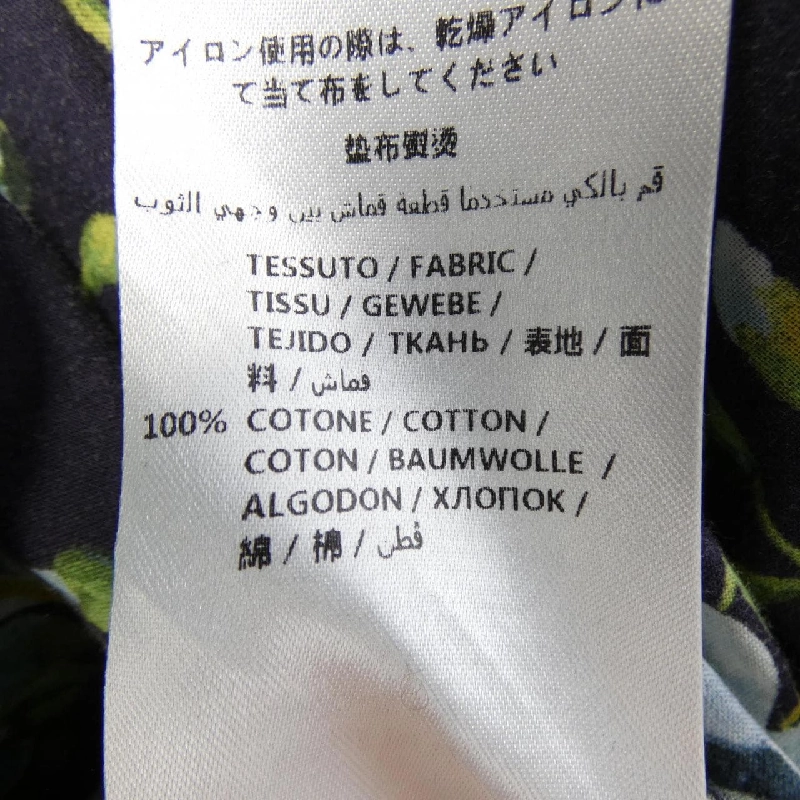 アイロン使用の際は、乾燥アイロンに
て当て布をしてください
垫布熨烫
قم بالكي مستخدما قطعة قماش بين وجهي الثوب
TESSUTO / FABRIC /
TISSU / GEWEBE /
TEJIDO / ТКАНЬ / 表地 / 面
料 / قماش
100% COTONE / COTTON /
COTON / BAUMWOLLE /
ALGODON / ХЛОПОК /
綿 / 棉 / قطن